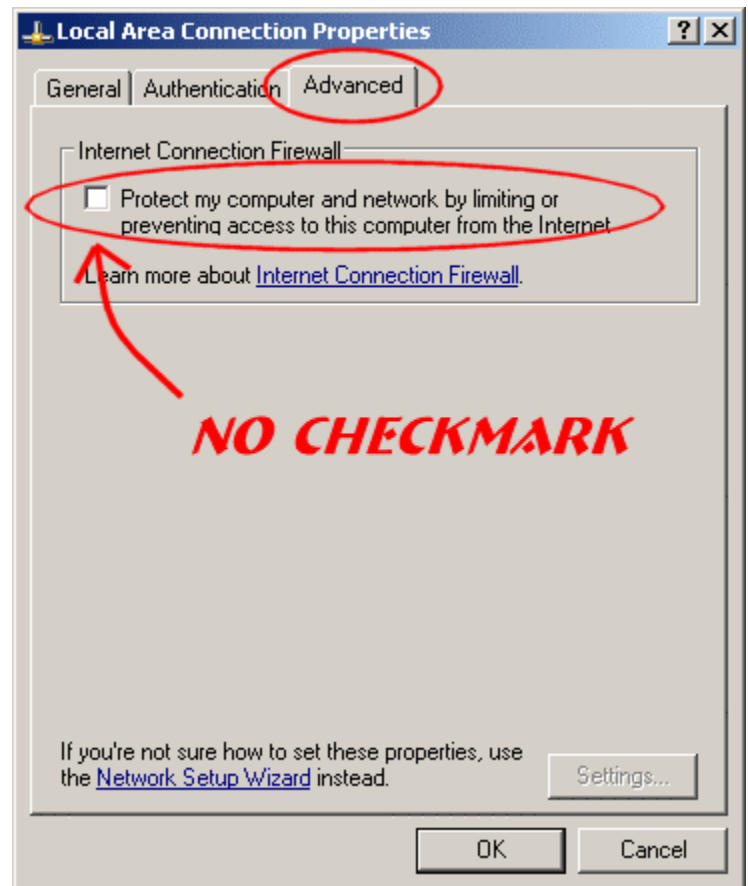 Local Area Connection Properties
General Authentication Advanced
Internet Connection Firewall
Protect my computer and network by limiting or
preventing access to this computer from the Internet
Learn more about Internet Connection Firewall.
NO CHECKMARK
If you're not sure how to set these properties, use
the Network Setup Wizard instead.
Settings...
OK Cancel